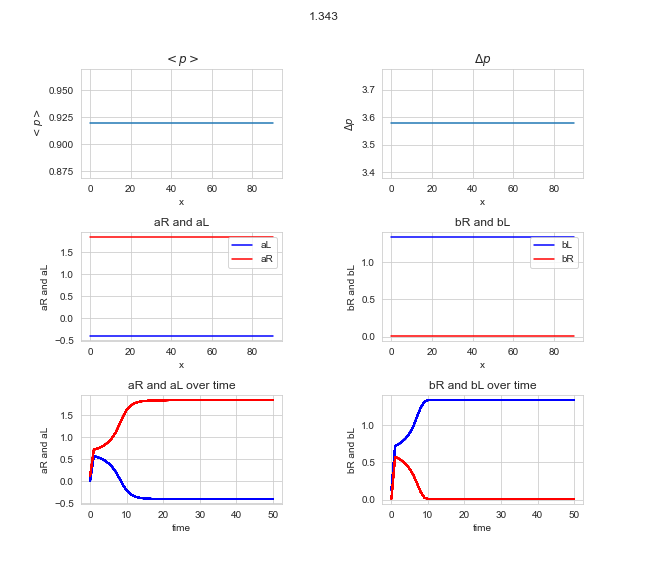 1.343
< p >
Δp
< p >
0.950
0.925
0.900
0.875
0 20 40 60 80
x
Δp
3.7
3.6
3.5
3.4
0 20 40 60 80
x
aR and aL
bR and bL
aR and aL
1.5
1.0
0.5
0.0
−0.5
aL
aR
0 20 40 60 80
x
bR and bL
1.0
0.5
0.0
bL
bR
0 20 40 60 80
x
aR and aL over time
bR and bL over time
aR and aL
1.5
1.0
0.5
0.0
−0.5
0 10 20 30 40 50
time
bR and bL
1.0
0.5
0.0
0 10 20 30 40 50
time